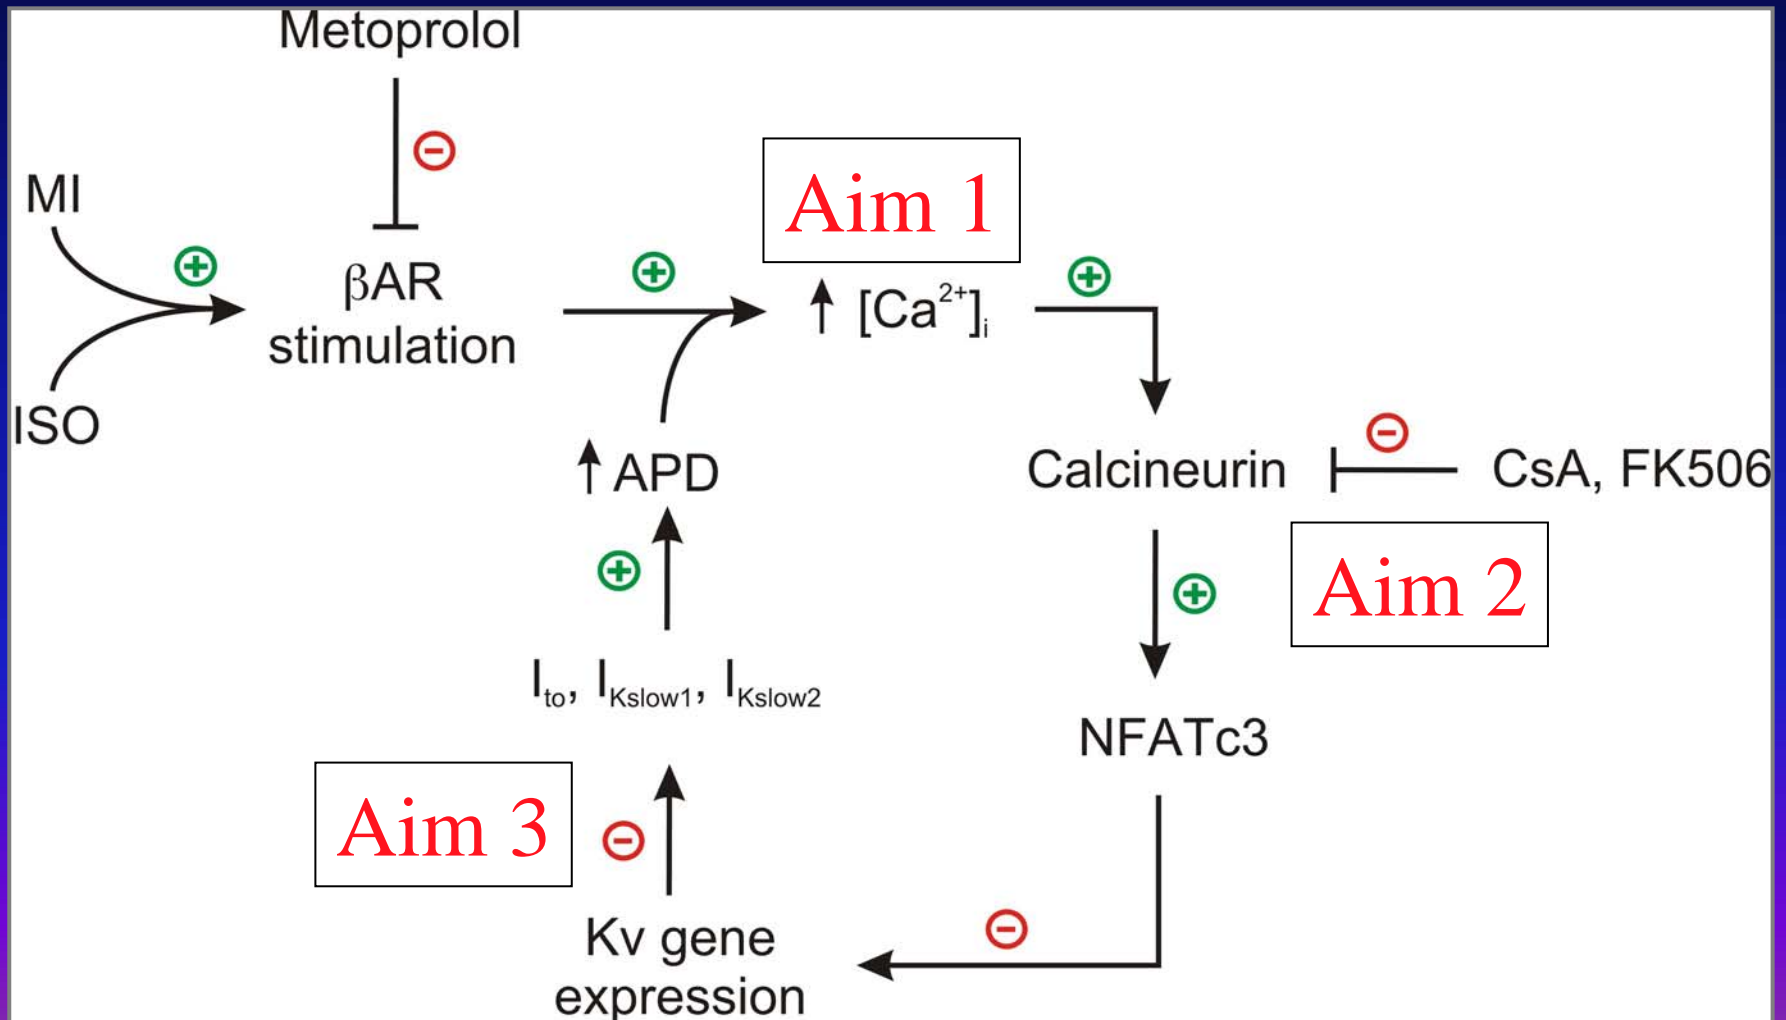 Metoprolol
MI
ISO
βAR
stimulation
Aim 1
↑ [Ca²⁺]ᵢ
↑ APD
Calcineurin
CsA, FK506
Aim 2
Ito, IKslow1, IKslow2
NFATc3
Aim 3
Kv gene
expression